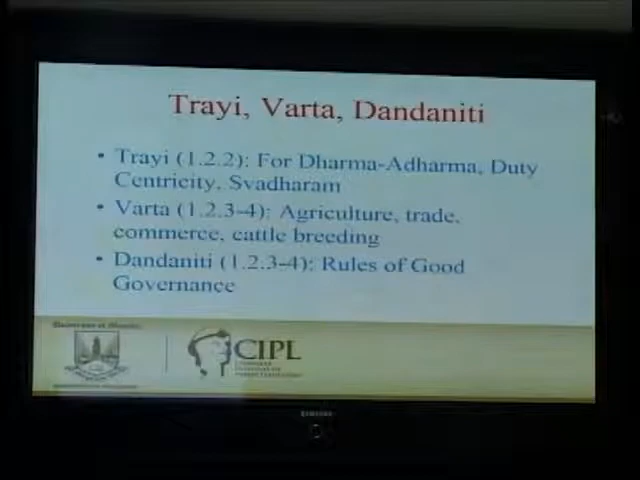 Trayi, Varta, Dandaniti
• Trayi (1.2.2): For Dharma-Adharma, Duty
Centricity, Svadharam
• Varta (1.2.3-4): Agriculture, trade,
commerce, cattle breeding
• Dandaniti (1.2.3-4): Rules of Good
Governance
CIPL
SAMSUNG